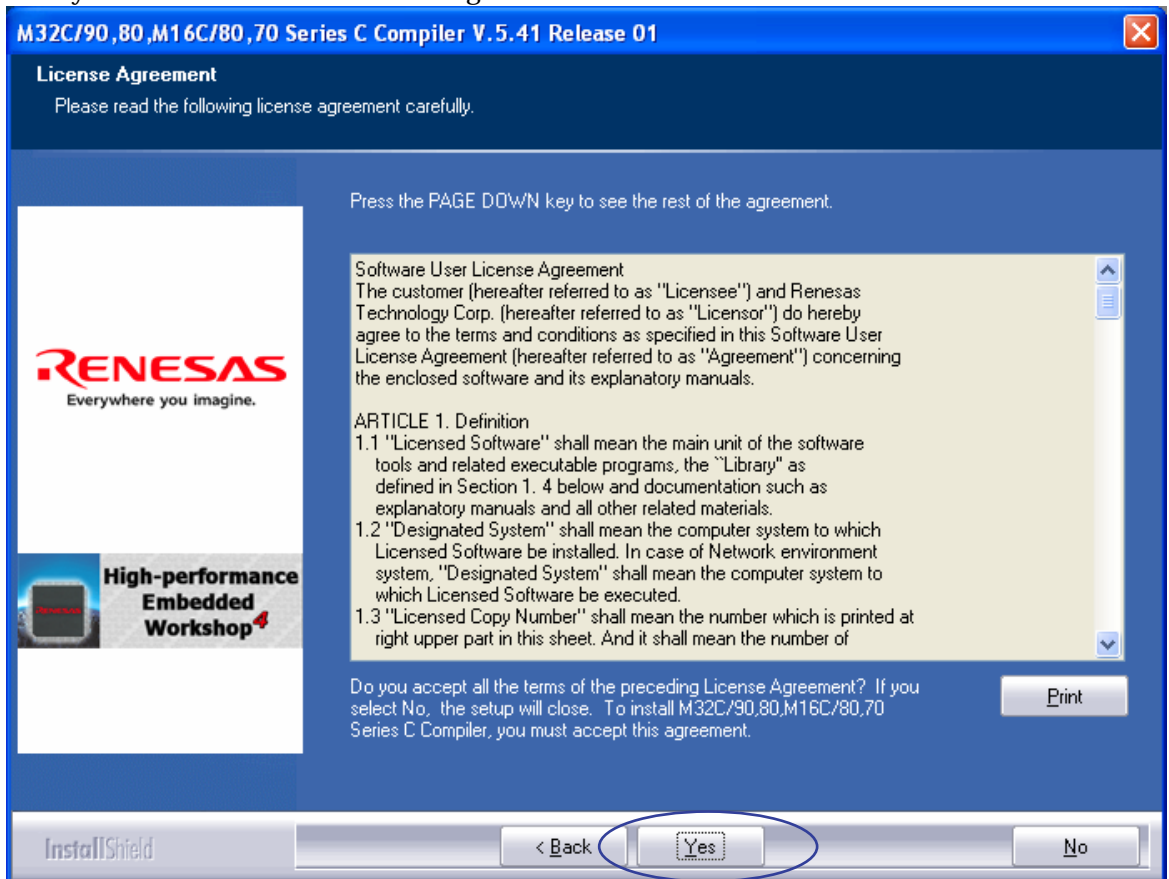 M32C/90,80,M16C/80,70 Series C Compiler V.5.41 Release 01
License Agreement
Please read the following license agreement carefully.
Press the PAGE DOWN key to see the rest of the agreement.
Software User License Agreement
The customer (hereafter referred to as "Licensee") and Renesas
Technology Corp. (hereafter referred to as "Licensor") do hereby
agree to the terms and conditions as specified in this Software User
License Agreement (hereafter referred to as "Agreement") concerning
the enclosed software and its explanatory manuals.
ARTICLE 1. Definition
1.1 "Licensed Software" shall mean the main unit of the software
tools and related executable programs, the ``Library" as
defined in Section 1. 4 below and documentation such as
explanatory manuals and all other related materials.
1.2 "Designated System" shall mean the computer system to which
Licensed Software be installed. In case of Network environment
system, "Designated System" shall mean the computer system to
which Licensed Software be executed.
1.3 "Licensed Copy Number" shall mean the number which is printed at
right upper part in this sheet. And it shall mean the number of
RENESAS
Everywhere you imagine.
High-performance
Embedded
Workshop4
Do you accept all the terms of the preceding License Agreement? If you
select No, the setup will close. To install M32C/90,80,M16C/80,70
Series C Compiler, you must accept this agreement.
Print
InstallShield
< Back
Yes
No